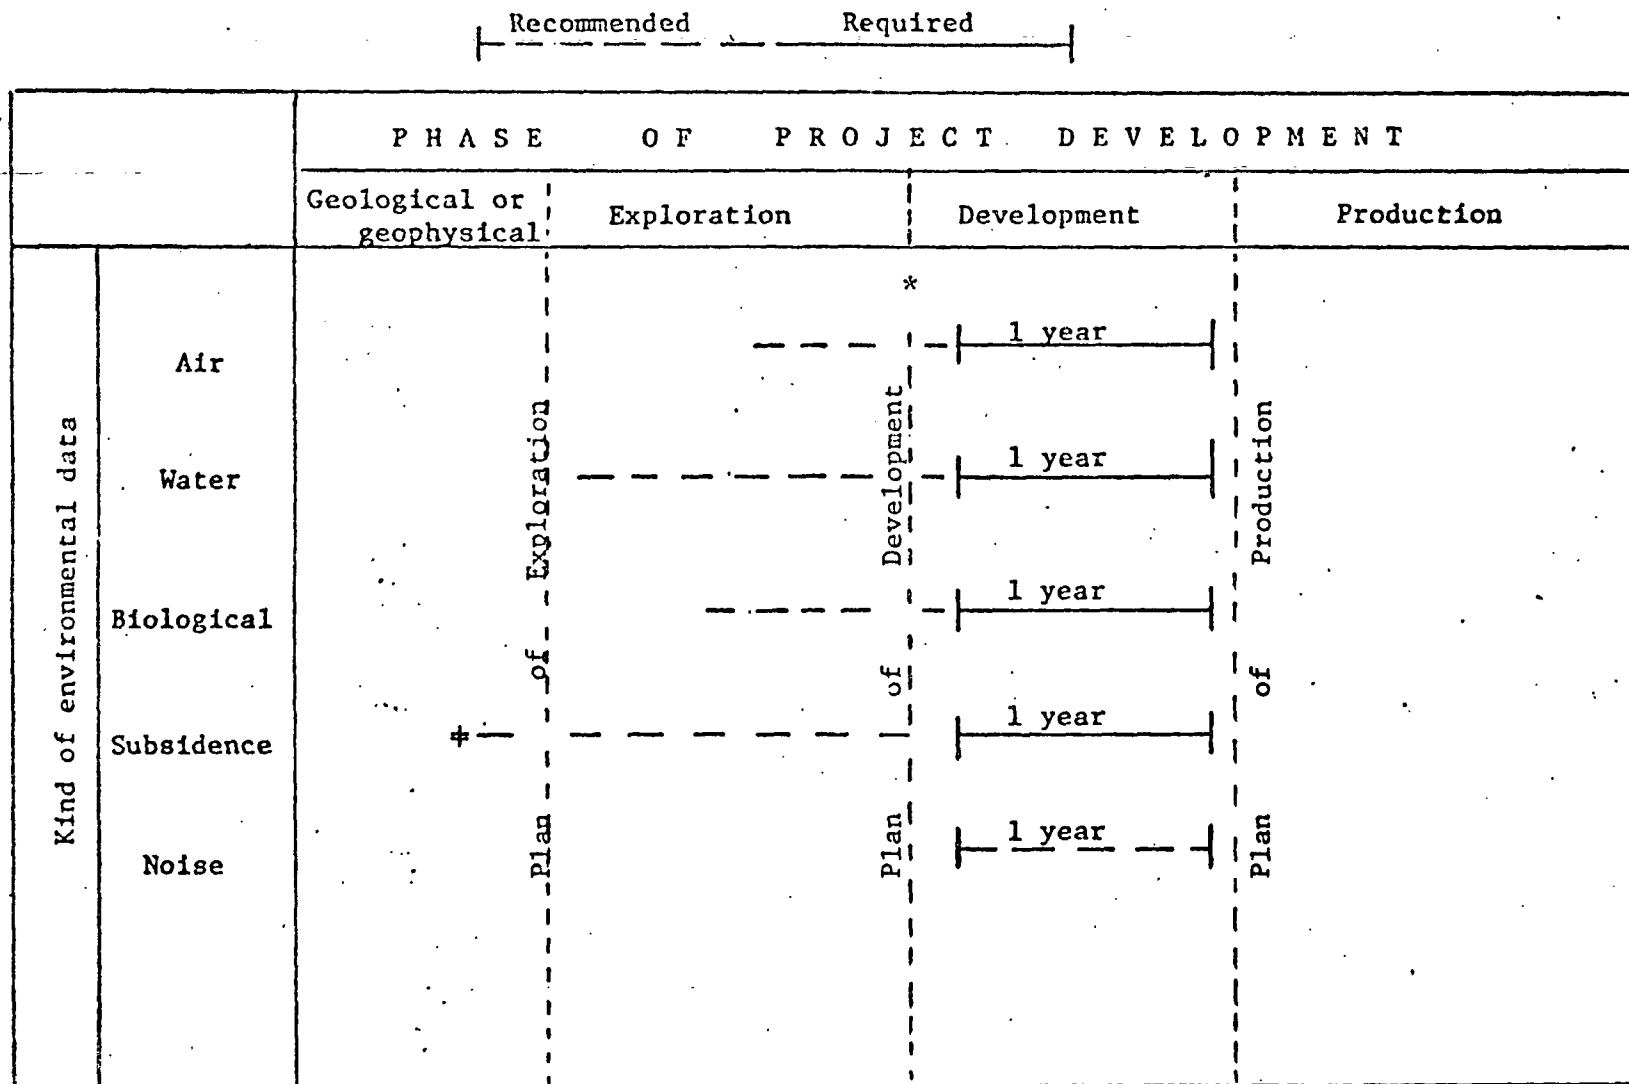 Recommended Required
PHASE OF PROJECT DEVELOPMENT
Geological or
geophysical
Exploration
Development
Production
Kind of environmental data
Air
Water
Biological
Subsidence
Noise
Plan of Exploration
*
Plan of Development
Plan of Production
1 year
1 year
1 year
‡
1 year
1 year